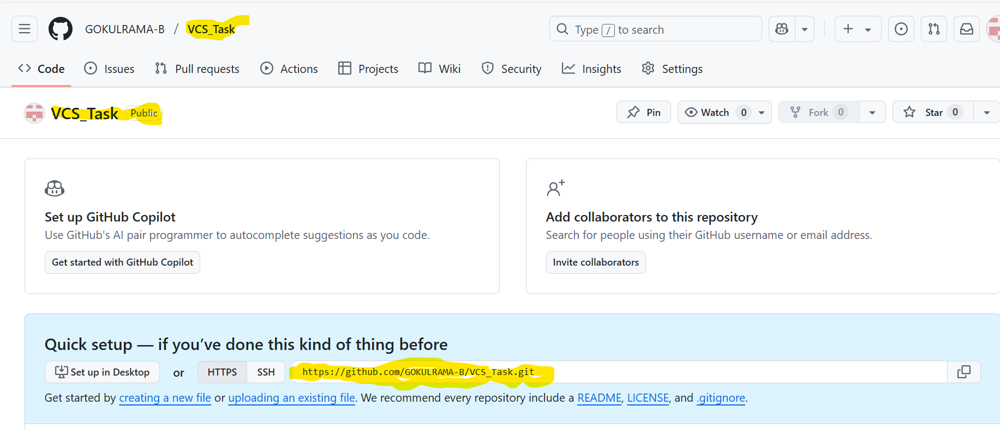 GOKULRAMA-B / VCS_Task
Type / to search
Code Issues Pull requests Actions Projects Wiki Security Insights Settings
VCS_Task Public
Pin Watch 0 Fork 0 Star 0
Set up GitHub Copilot
Use GitHub's AI pair programmer to autocomplete suggestions as you code.
Get started with GitHub Copilot
Add collaborators to this repository
Search for people using their GitHub username or email address.
Invite collaborators
Quick setup — if you’ve done this kind of thing before
Set up in Desktop or HTTPS SSH https://github.com/GOKULRAMA-B/VCS_Task.git
Get started by creating a new file or uploading an existing file. We recommend every repository include a README, LICENSE, and .gitignore.